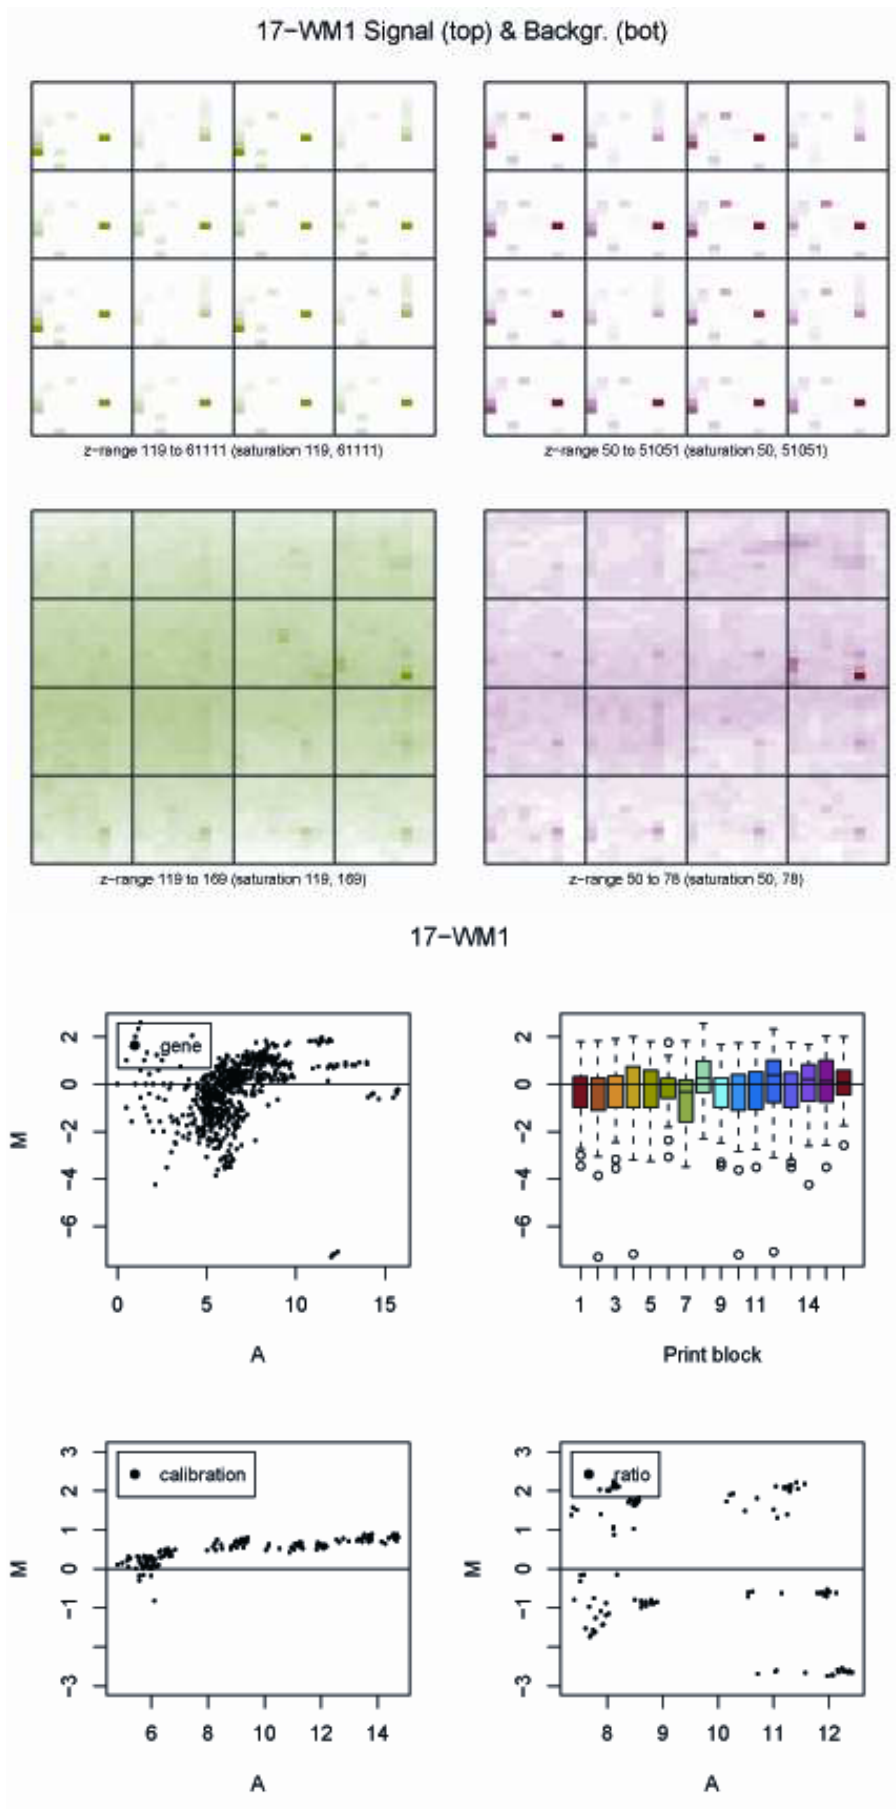 17−WM1 Signal (top) & Backgr. (bot)
z−range 119 to 61111 (saturation 119, 61111)
z−range 50 to 51051 (saturation 50, 51051)
z−range 119 to 169 (saturation 119, 169)
z−range 50 to 78 (saturation 50, 78)
17−WM1
gene
2
0
−2
−4
−6
M
0 5 10 15
A
2
0
−2
−4
−6
1 3 5 7 9 11 14
Print block
calibration
3
2
1
0
−1
−3
M
6 8 10 12 14
A
ratio
3
2
1
0
−1
−3
M
8 9 10 11 12
A